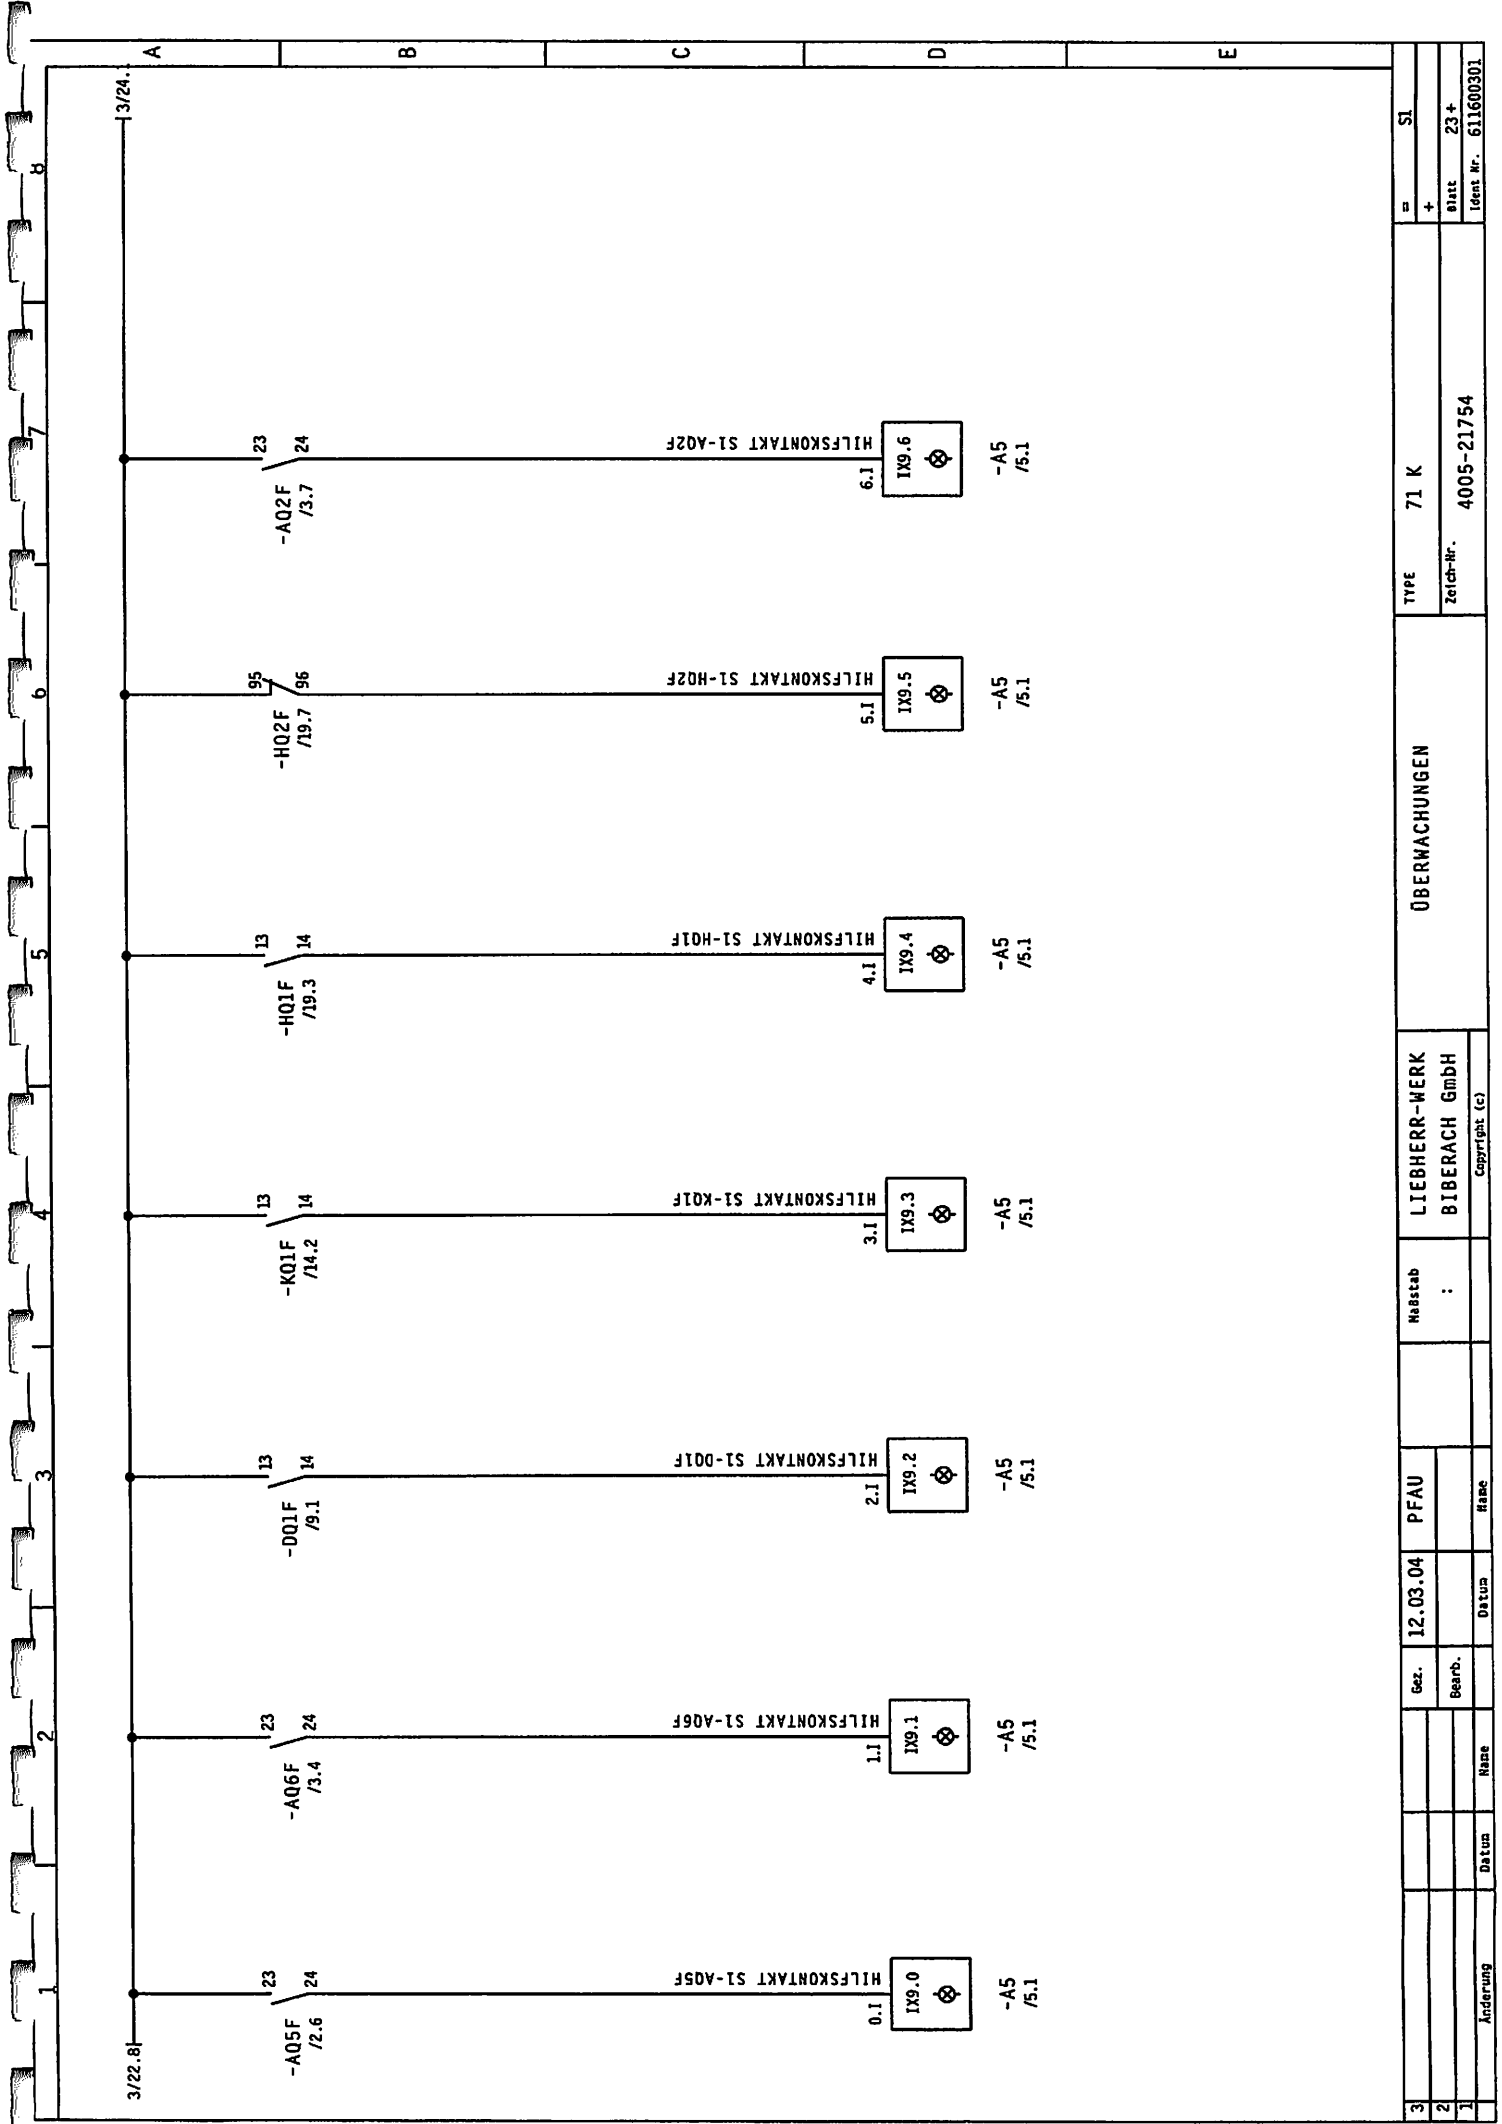 1 2 3 4 5 6 7 8
A
B
C
D
E
3/22.8
3/24.
-AQ5F
/2.6
23
24
HILFSKONTAKT S1-AQ5F
0.I
IX9.0
-A5
/5.1
-AQ6F
/3.4
23
24
HILFSKONTAKT S1-AQ6F
1.I
IX9.1
-A5
/5.1
-DQ1F
/9.1
13
14
HILFSKONTAKT S1-DQ1F
2.I
IX9.2
-A5
/5.1
-KQ1F
/14.2
13
14
HILFSKONTAKT S1-KQ1F
3.I
IX9.3
-A5
/5.1
-HQ1F
/19.3
13
14
HILFSKONTAKT S1-HQ1F
4.I
IX9.4
-A5
/5.1
-HQ2F
/19.7
95
96
HILFSKONTAKT S1-HQ2F
5.I
IX9.5
-A5
/5.1
-AQ2F
/3.7
23
24
HILFSKONTAKT S1-AQ2F
6.I
IX9.6
-A5
/5.1
3
2
1
Änderung
Datum
Name
Gez.
12.03.04
PFAU
Bearb.
Datum
Name
Maßstab
:
LIEBHERR-WERK
BIBERACH GmbH
Copyright (c)
ÜBERWACHUNGEN
TYPE
71 K
Zeich-Nr.
4005-21754
=
S1
+
Blatt
23+
Ident Nr.
611600301